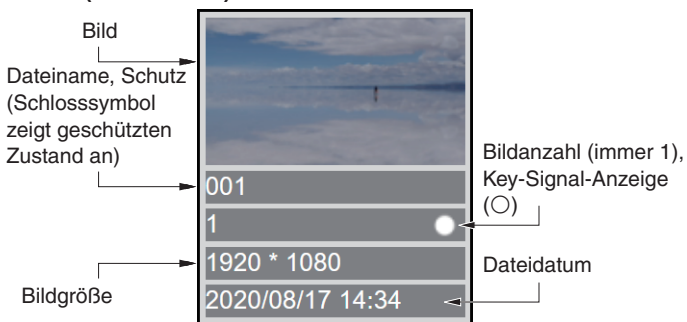 Bild
Dateiname, Schutz
(Schlosssymbol
zeigt geschützten
Zustand an)
Bildanzahl (immer 1),
Key-Signal-Anzeige
(○)
001
1
1920 * 1080
Dateidatum
Bildgröße
2020/08/17 14:34